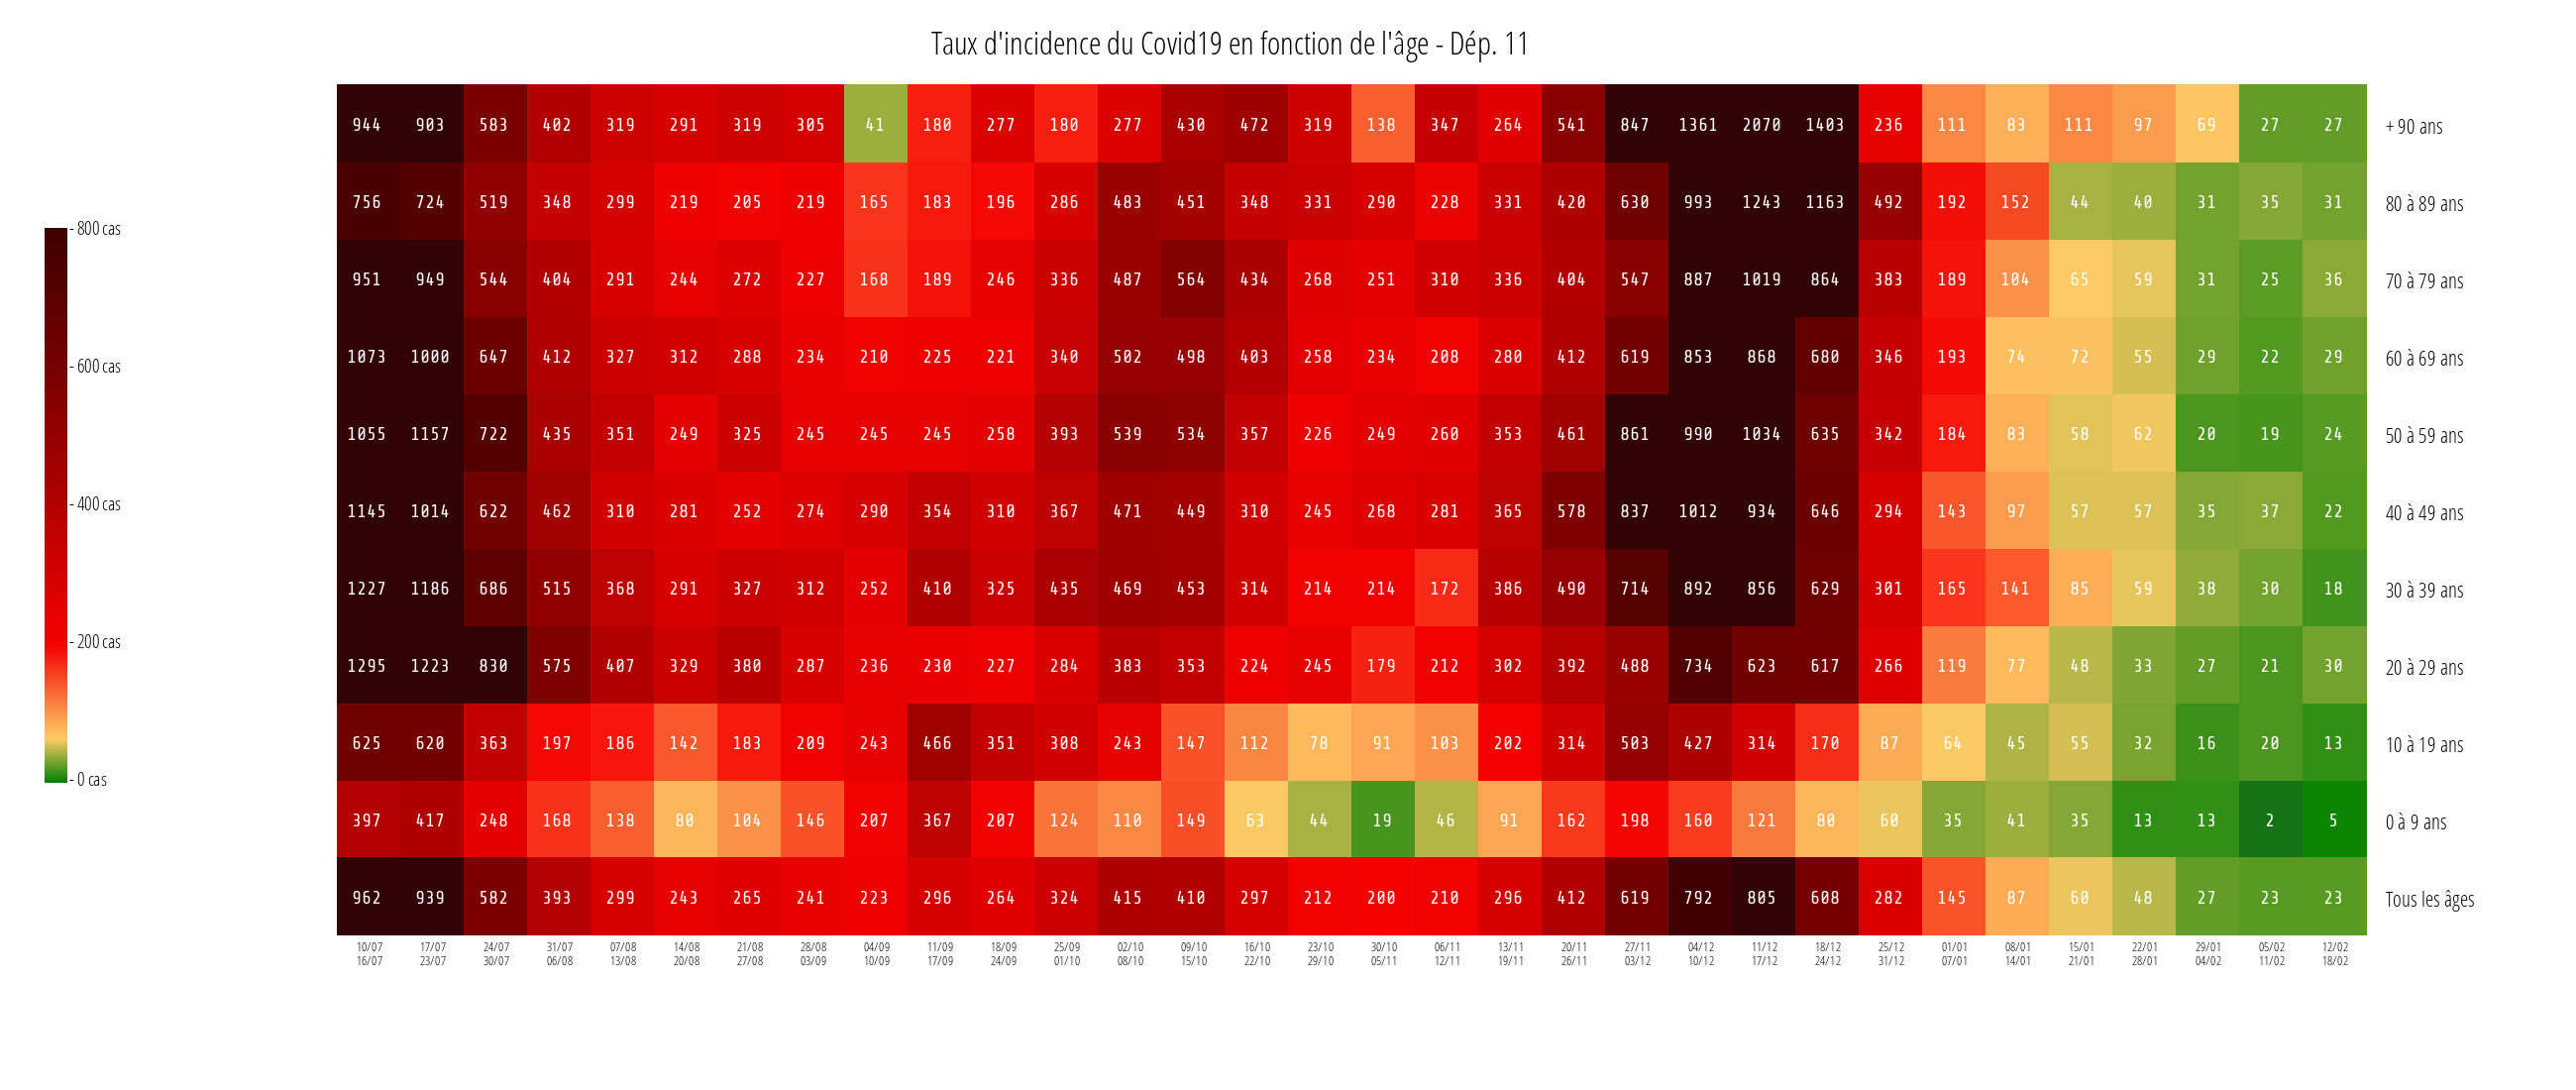 Taux d'incidence du Covid19 en fonction de l'âge - Dép. 11
- 800 cas
- 600 cas
- 400 cas
- 200 cas
- 0 cas
944 903 583 402 319 291 319 305 41 180 277 180 277 430 472 319 138 347 264 541 847 1361 2070 1403 236 111 83 111 97 69 27 27 + 90 ans
756 724 519 348 299 219 205 219 165 183 196 286 483 451 348 331 290 228 331 420 630 993 1243 1163 492 192 152 44 40 31 35 31 80 à 89 ans
951 949 544 404 291 244 272 227 168 189 246 336 487 564 434 268 251 310 336 404 547 887 1019 864 383 189 104 65 59 31 25 36 70 à 79 ans
1073 1000 647 412 327 312 288 234 210 225 221 340 502 498 403 258 234 208 280 412 619 853 868 680 346 193 74 72 55 29 22 29 60 à 69 ans
1055 1157 722 435 351 249 325 245 245 245 258 393 539 534 357 226 249 260 353 461 861 990 1034 635 342 184 83 58 62 20 19 24 50 à 59 ans
1145 1014 622 462 310 281 252 274 290 354 310 367 471 449 310 245 268 281 365 578 837 1012 934 646 294 143 97 57 57 35 37 22 40 à 49 ans
1227 1186 686 515 368 291 327 312 252 410 325 435 469 453 314 214 214 172 386 490 714 892 856 629 301 165 141 85 59 38 30 18 30 à 39 ans
1295 1223 830 575 407 329 380 287 236 230 227 284 383 353 224 245 179 212 302 392 488 734 623 617 266 119 77 48 33 27 21 30 20 à 29 ans
625 620 363 197 186 142 183 209 243 466 351 308 243 147 112 78 91 103 202 314 503 427 314 170 87 64 45 55 32 16 20 13 10 à 19 ans
397 417 248 168 138 80 104 146 207 367 207 124 110 149 63 44 19 46 91 162 198 160 121 80 60 35 41 35 13 13 2 5 0 à 9 ans
962 939 582 393 299 243 265 241 223 296 264 324 415 410 297 212 200 210 296 412 619 792 805 608 282 145 87 60 48 27 23 23 Tous les âges
10/07 17/07 24/07 31/07 07/08 14/08 21/08 28/08 04/09 11/09 18/09 25/09 02/10 09/10 16/10 23/10 30/10 06/11 13/11 20/11 27/11 04/12 11/12 18/12 25/12 01/01 08/01 15/01 22/01 29/01 05/02 12/02
16/07 23/07 30/07 06/08 13/08 20/08 27/08 03/09 10/09 17/09 24/09 01/10 08/10 15/10 22/10 29/10 05/11 12/11 19/11 26/11 03/12 10/12 17/12 24/12 31/12 07/01 14/01 21/01 28/01 04/02 11/02 18/02